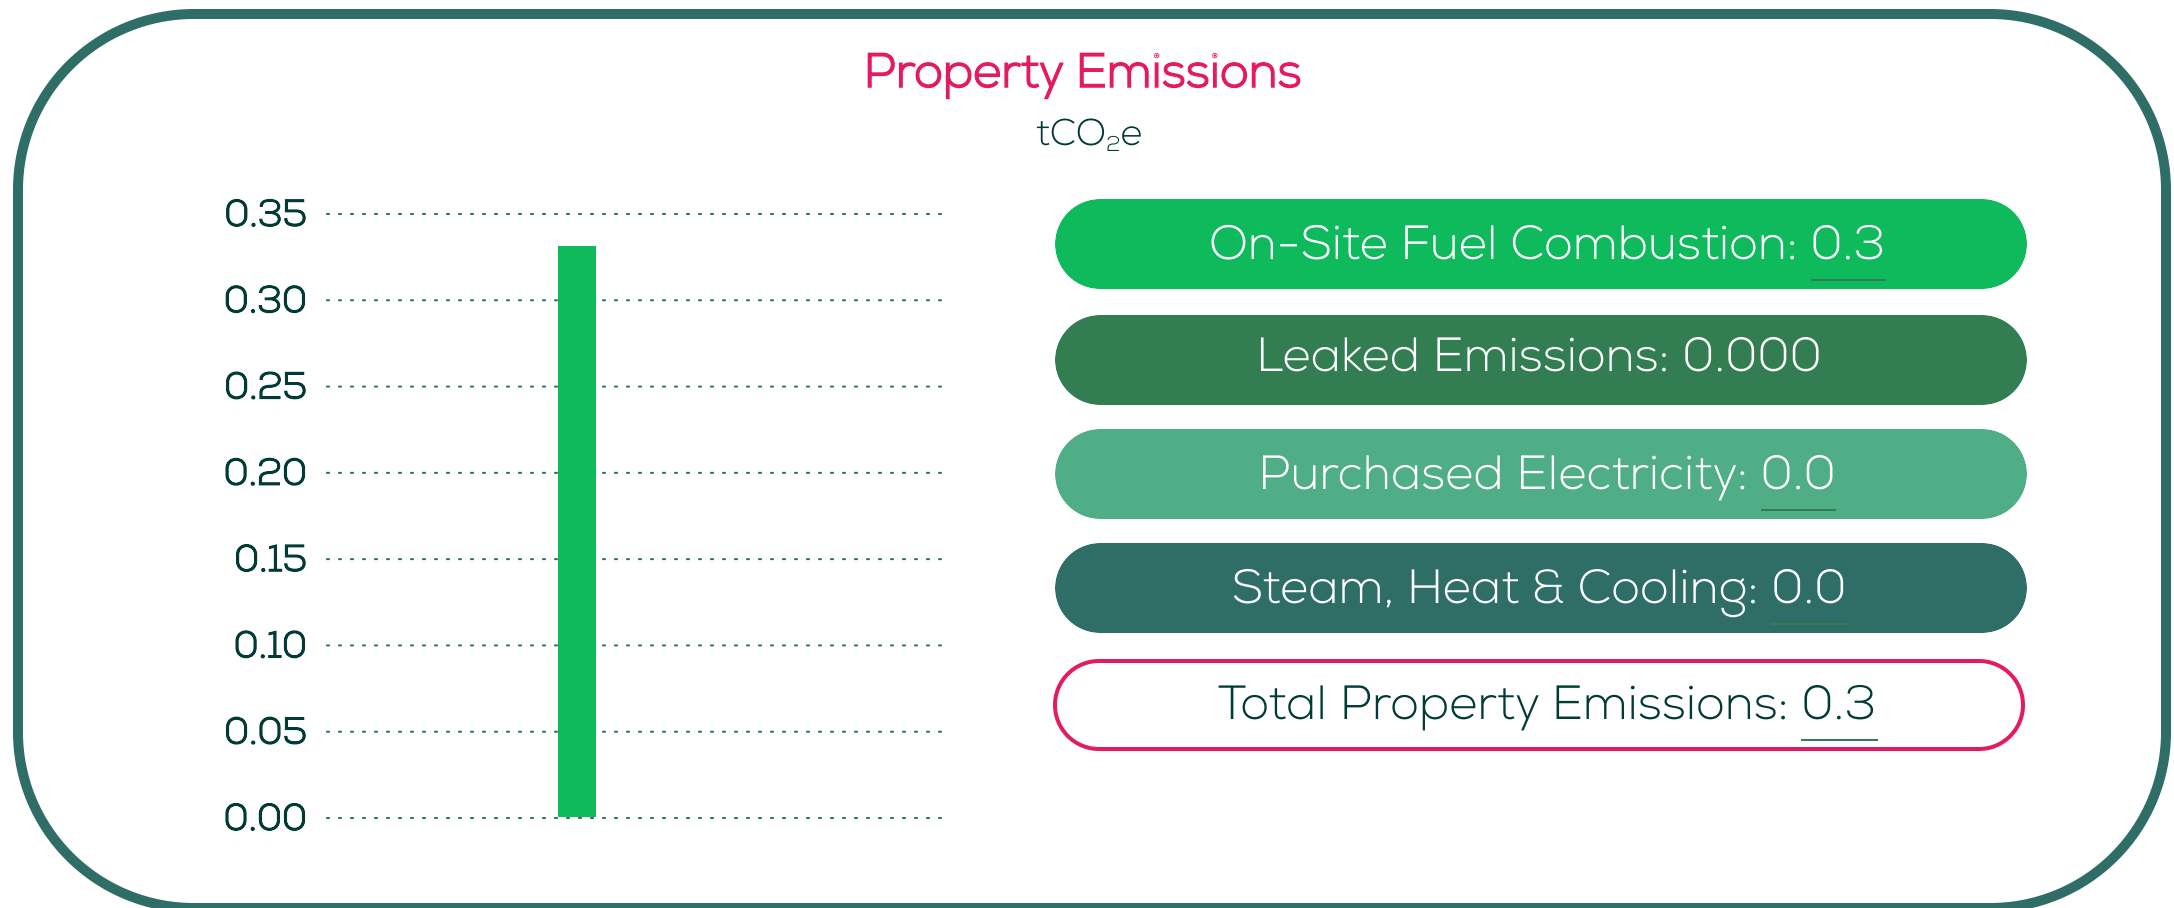 Property Emissions
tCO₂e
0.35
0.30
0.25
0.20
0.15
0.10
0.05
0.00
On-Site Fuel Combustion: 0.3
Leaked Emissions: 0.000
Purchased Electricity: 0.0
Steam, Heat & Cooling: 0.0
Total Property Emissions: 0.3